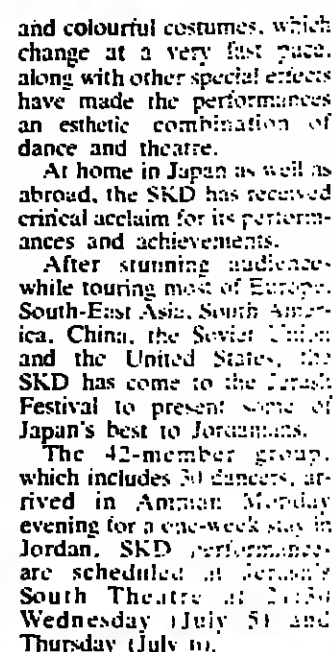 and colourful costumes, which
change at a very fast pace,
along with other special effects
have made the performances
an esthetic combination of
dance and theatre.
At home in Japan as well as
abroad, the SKD has received
critical acclaim for its perform-
ances and achievements.
After stunning audiences
while touring most of Europe,
South-East Asia, South Amer-
ica, China, the Soviet Union
and the United States, the
SKD has come to the Jerash
Festival to present some of
Japan's best to Jordanians.
The 42-member group,
which includes 30 dancers, ar-
rived in Amman Monday
evening for a one-week stay in
Jordan. SKD performances
are scheduled at Jerash's
South Theatre at
Wednesday (July 5) and
Thursday (July 6).